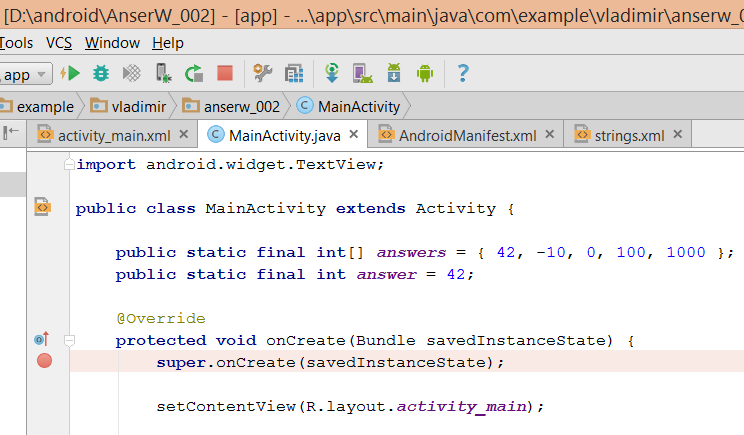 [D:\android\AnserW_002] - [app] - ...\app\src\main\java\com\example\vladimir\anserw_0
Tools VCS Window Help
app
example vladimir anserw_002 MainActivity
activity_main.xml MainActivity.java AndroidManifest.xml strings.xml
import android.widget.TextView;
public class MainActivity extends Activity {
public static final int[] answers = { 42, -10, 0, 100, 1000 };
public static final int answer = 42;
@Override
protected void onCreate(Bundle savedInstanceState) {
super.onCreate(savedInstanceState);
setContentView(R.layout.activity_main);